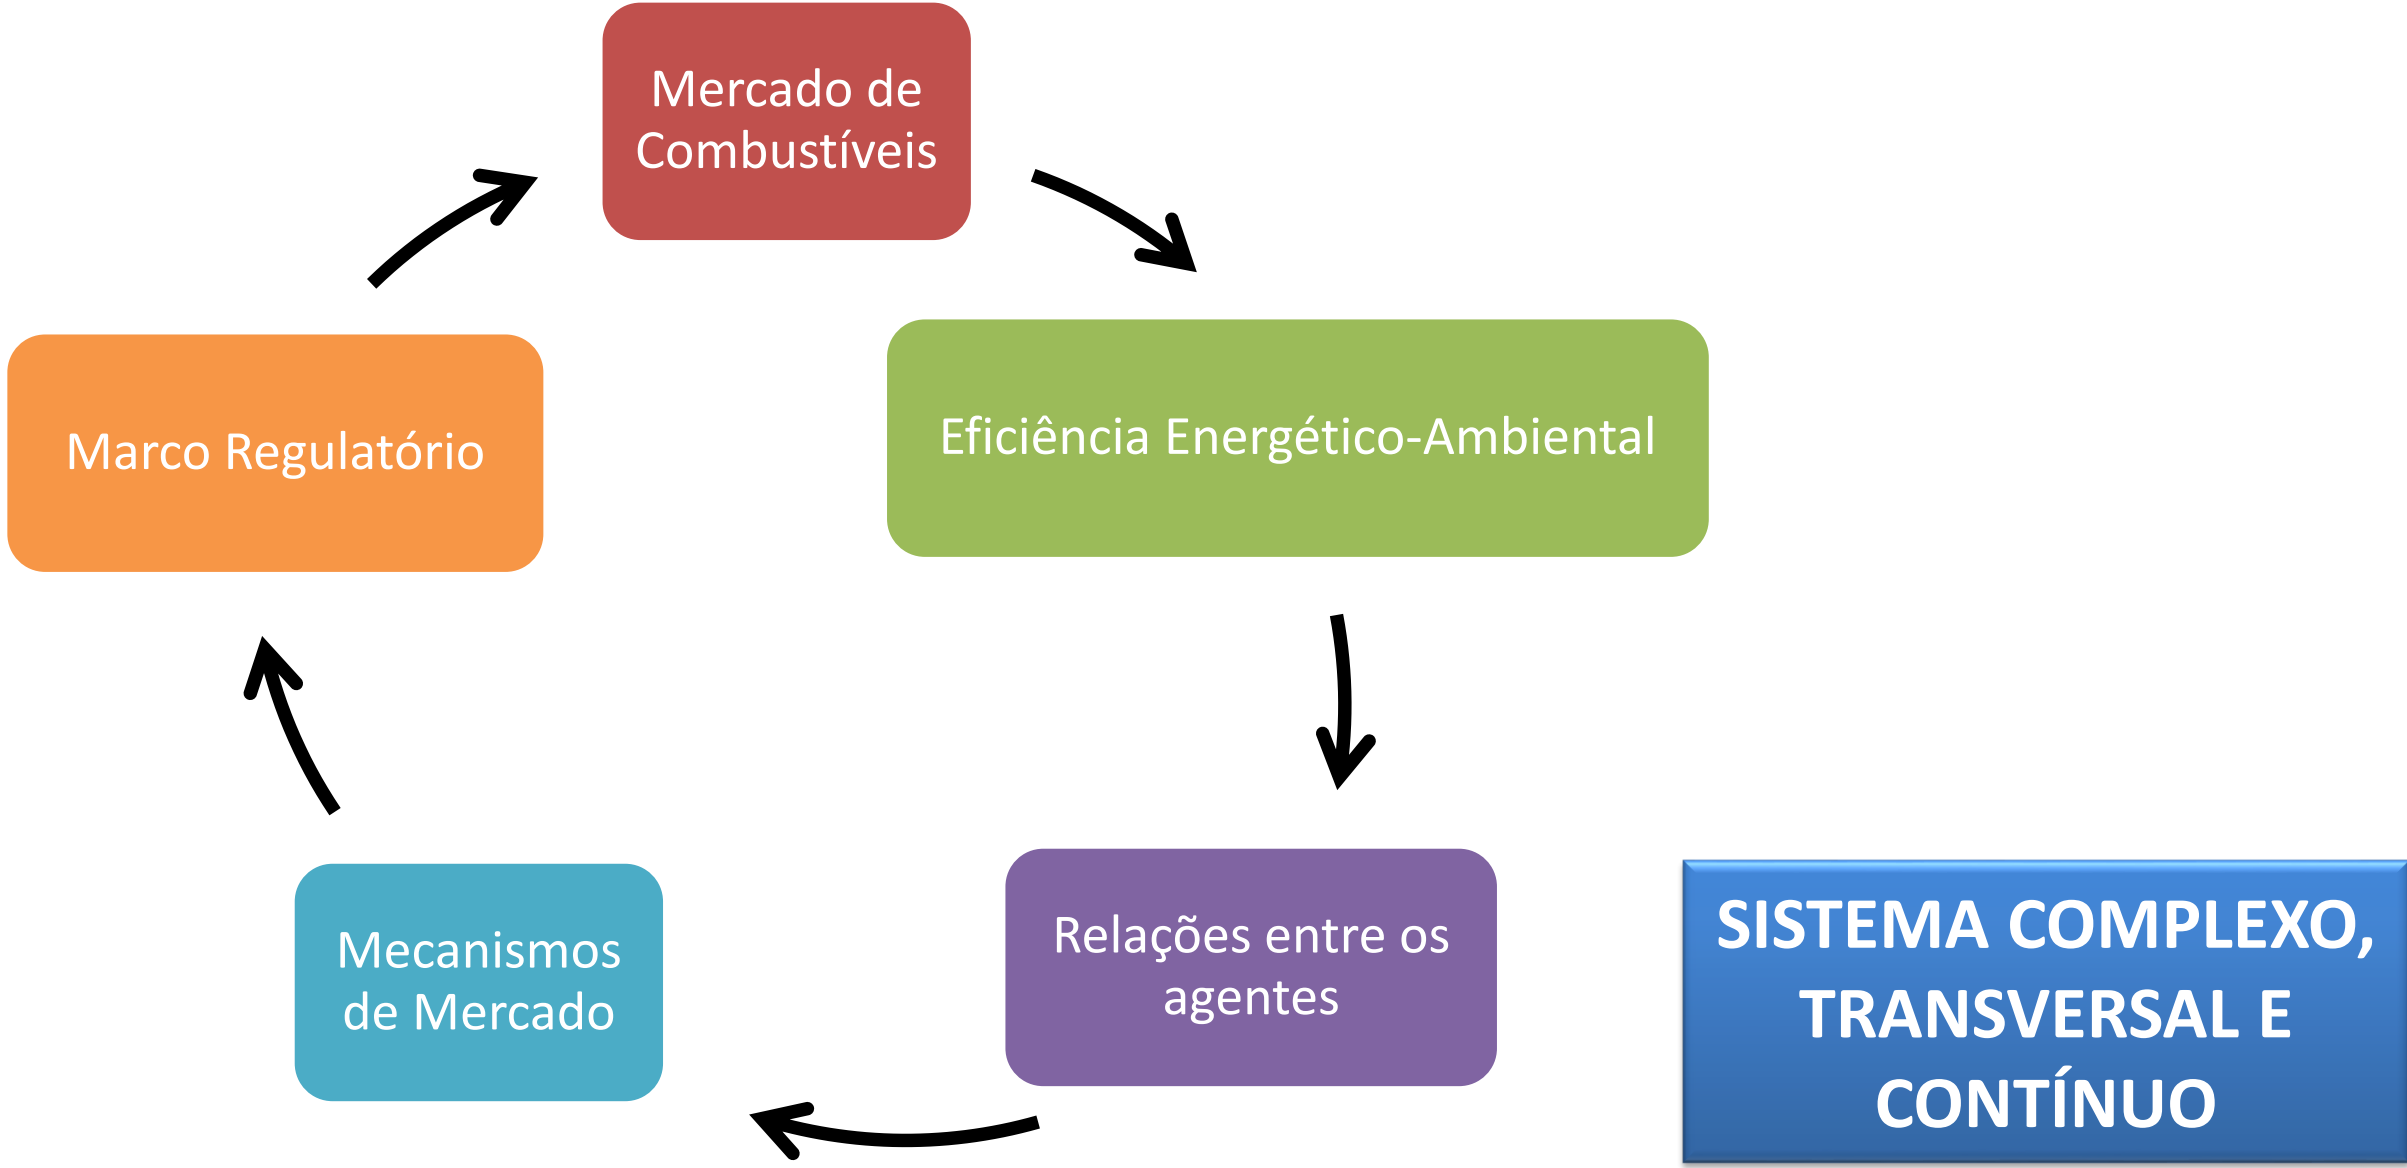 Mercado de
Combustíveis
Marco Regulatório
Eficiência Energético-Ambiental
Mecanismos
de Mercado
Relações entre os
agentes
SISTEMA COMPLEXO,
TRANSVERSAL E
CONTÍNUO